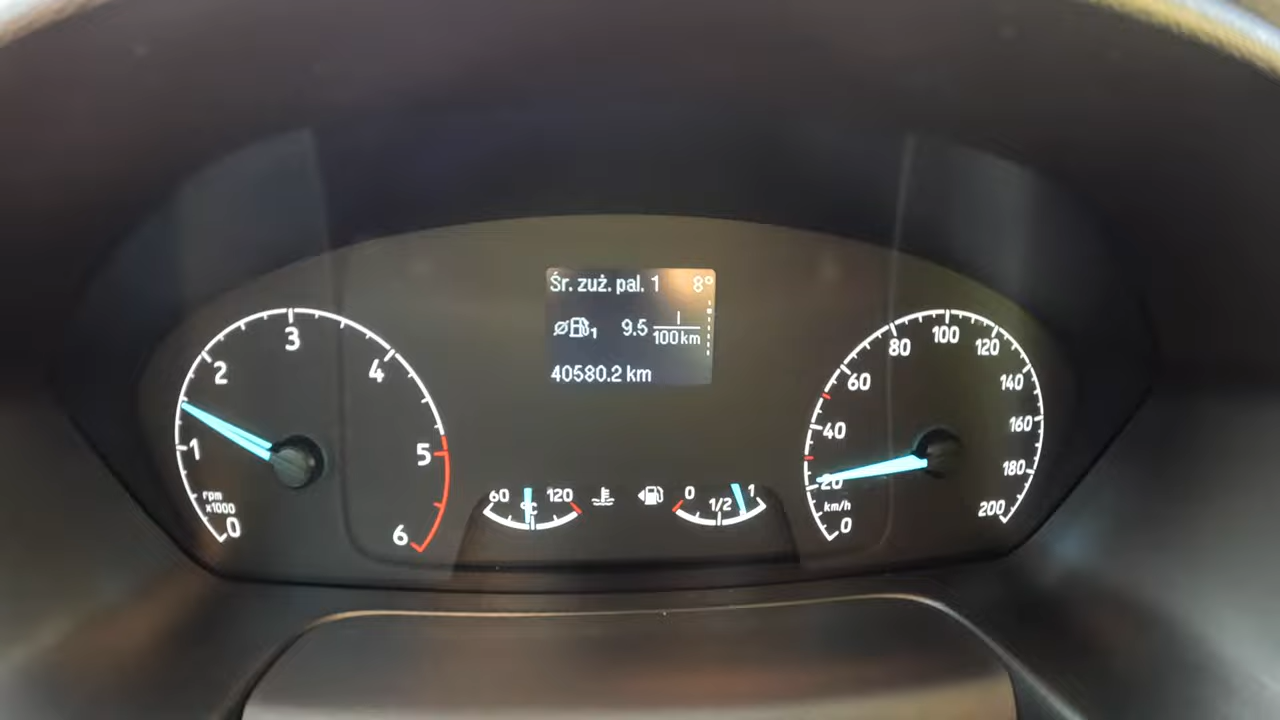 Śr. zuż. pal. 1 8°
⌀ 1 9.5 l/100km
40580.2 km
0 1 2 3 4 5 6
rpm x1000
60 120
°C
0 1/2 1
0 20 40 60 80 100 120 140 160 180 200
km/h